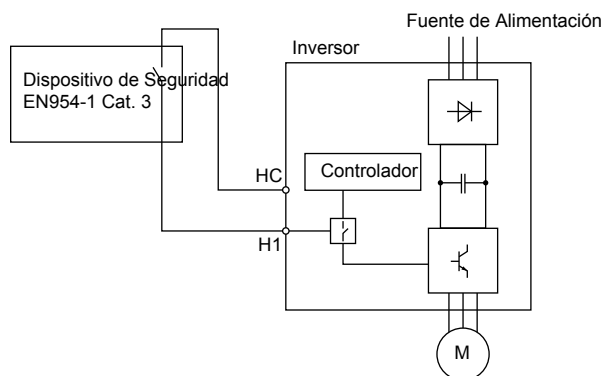 Fuente de Alimentación
Inversor
Dispositivo de Seguridad
EN954-1 Cat. 3
HC
Controlador
H1
M